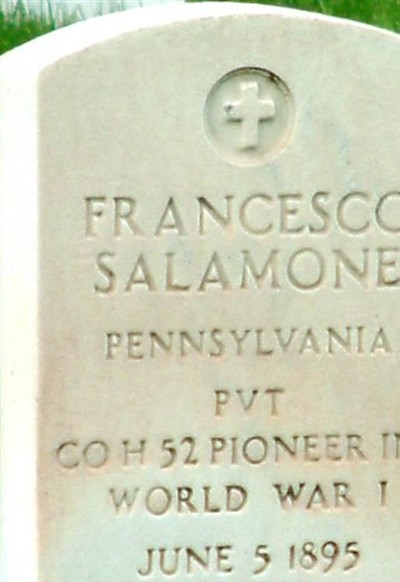 FRANCESCO
SALAMONE
PENNSYLVANIA
PVT
CO H 52 PIONEER
WORLD WAR I
JUNE 5 1895